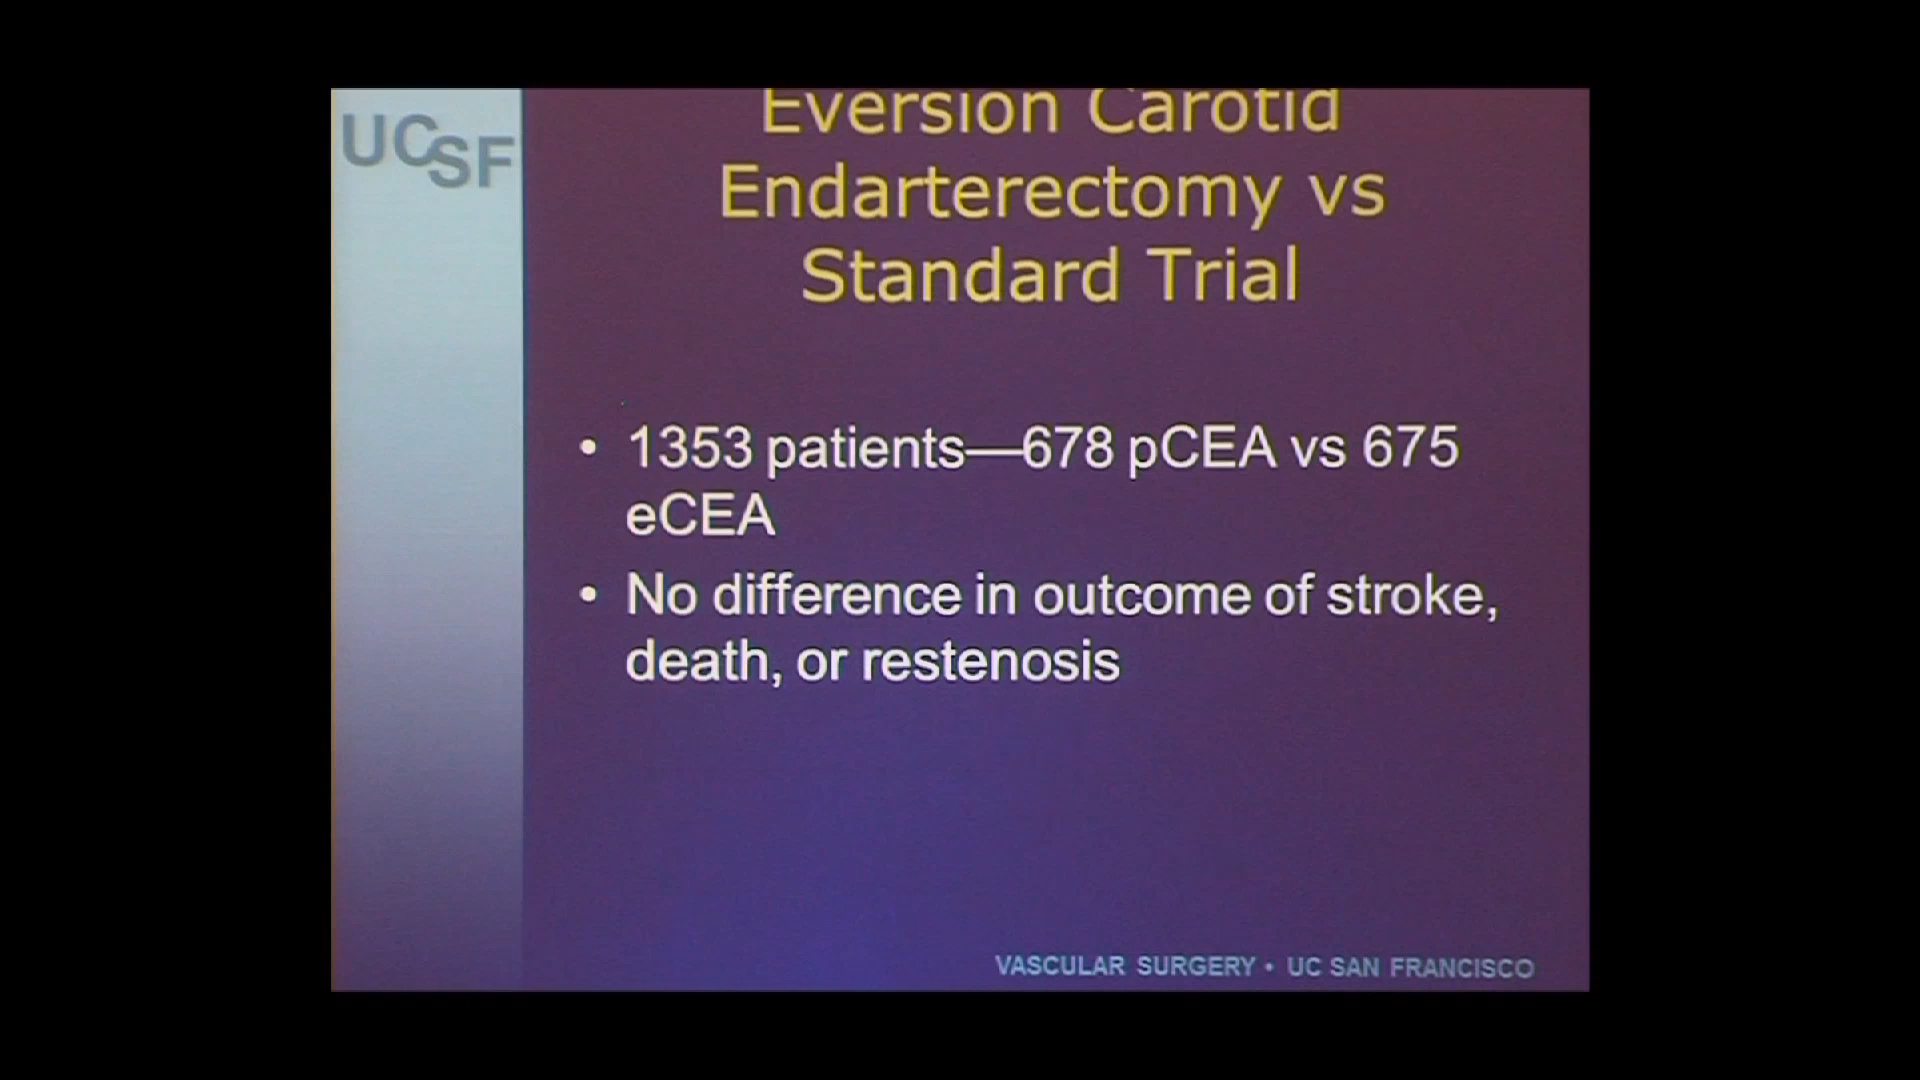 UCSF
Eversion Carotid
Endarterectomy vs
Standard Trial
• 1353 patients—678 pCEA vs 675
eCEA
• No difference in outcome of stroke,
death, or restenosis
VASCULAR SURGERY • UC SAN FRANCISCO